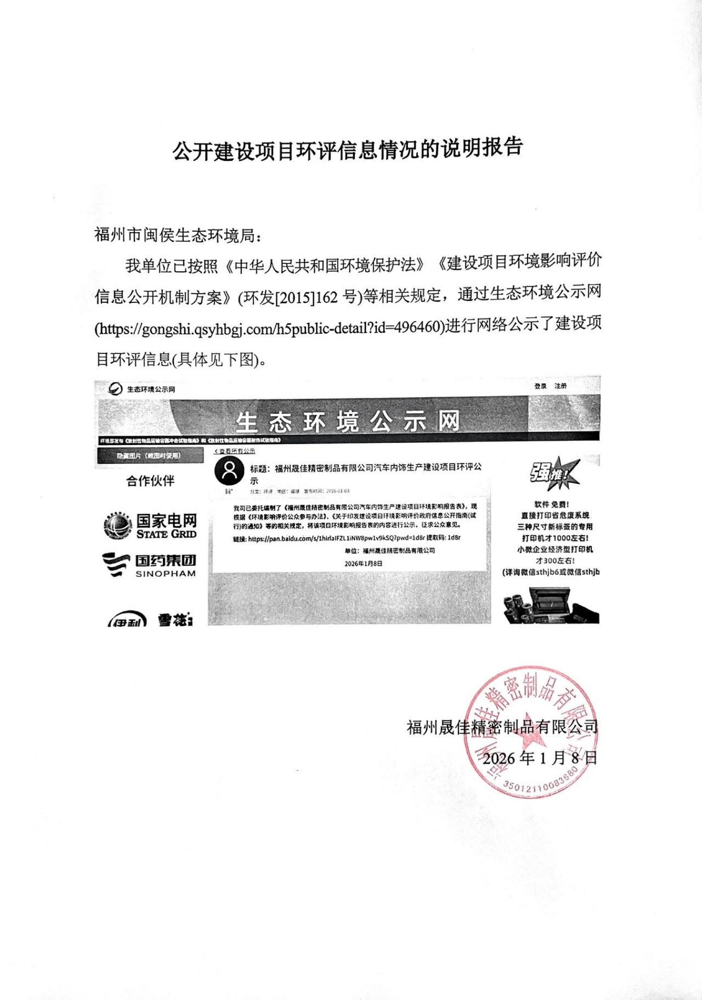 公开建设项目环评信息情况的说明报告
福州市闽侯生态环境局：
我单位已按照《中华人民共和国环境保护法》《建设项目环境影响评价
信息公开机制方案》(环发[2015]162 号)等相关规定，通过生态环境公示网
(https://gongshi.qsyhbgj.com/h5public-detail?id=496460)进行网络公示了建设项
目环评信息(具体见下图)。
生态环境公示网
登录 注册
生态环境公示网
环境部发布《放射性物品运输容器冲击试验指南》和《放射性物品运输容器耐热试验指南》
隐藏图片（截图时使用）
合作伙伴
国家电网
STATE GRID
国药集团
SINOPHAM
伊利
雪花
< 查看所有公示
标题：福州晟佳精密制品有限公司汽车内饰生产建设项目环评公
示
lil*
分类：环评 地区：福建 发布时间：2026-01-08
我司已委托编制了《福州晟佳精密制品有限公司汽车内饰生产建设项目环境影响报告表》，现
根据《环境影响评价公众参与办法》、《关于印发建设项目环境影响评价政府信息公开指南(试
行)的通知》等的相关规定，将该项目环境影响报告表的内容进行公示，征求公众意见。
链接: https://pan.baidu.com/s/1hirlaIFZL1iNW8pw1v9kSQ?pwd=1d8r 提取码: 1d8r
单位：福州晟佳精密制品有限公司
2026年1月8日
强推!
软件 免费!
直接打印省危废系统
三种尺寸新标签的专用
打印机才1000左右!
小微企业经济型打印机
才300左右!
(详询微信sthjb6或微信sthjb
福州晟佳精密制品有限公司
2026 年 1 月 8 日
福州晟佳精密制品有限公司
35012110083880